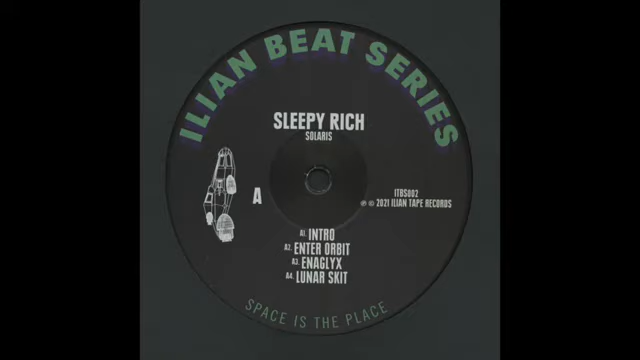 ILIAN BEAT SERIES
SLEEPY RICH
SOLARIS
A
ITBS002
℗ © 2021 ILIAN TAPE RECORDS
A1. INTRO
A2. ENTER ORBIT
A3. ENAGLYX
A4. LUNAR SKIT
SPACE IS THE PLACE